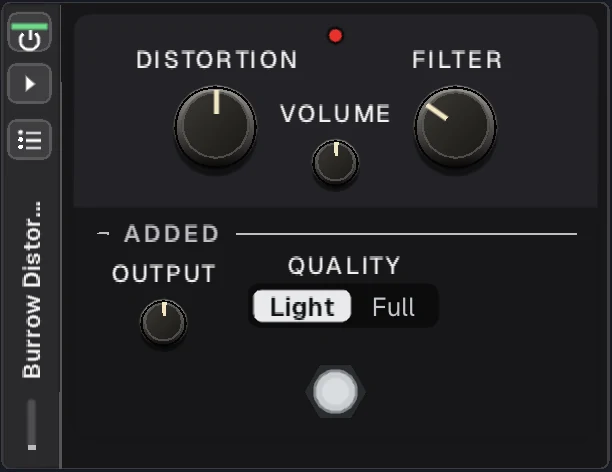 DISTORTION
FILTER
VOLUME
ADDED
OUTPUT
QUALITY
Light
Full
Burrow Distor...